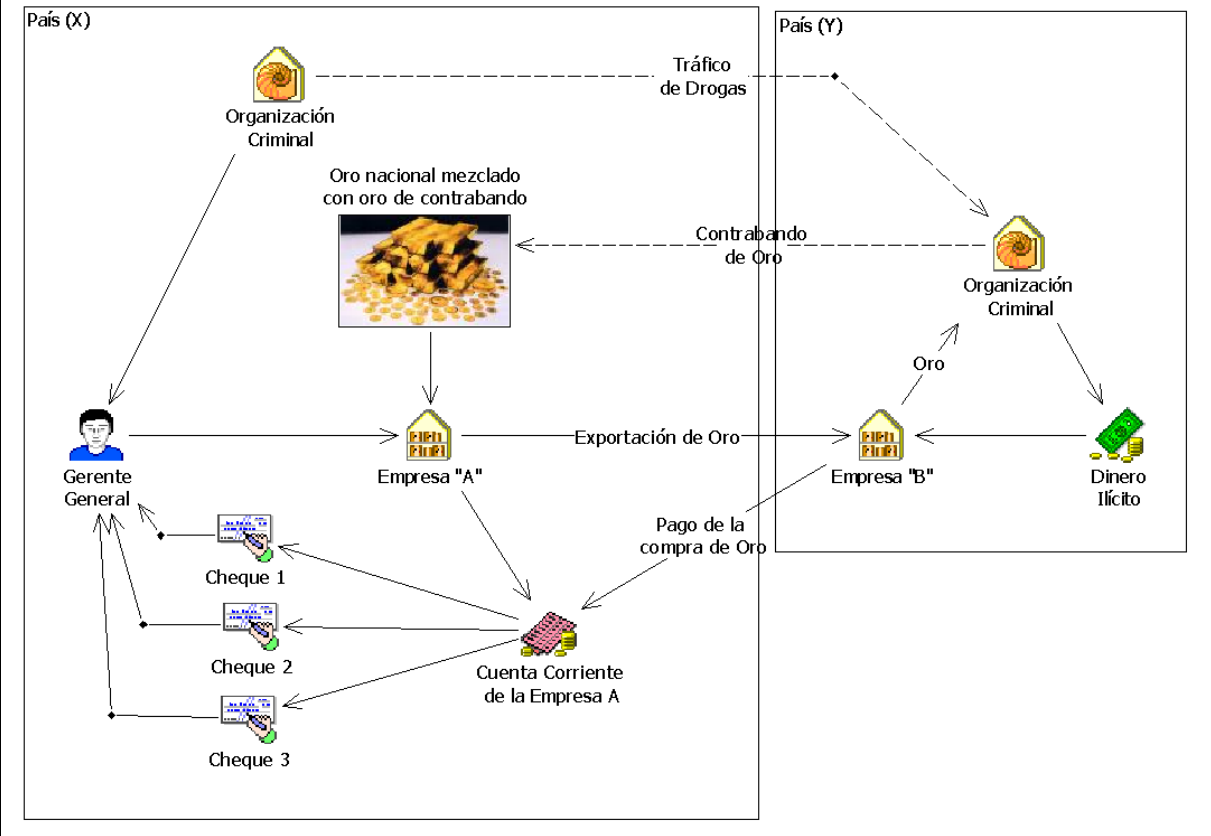 País (X)
País (Y)
Tráfico
de Drogas
Organización
Criminal
Oro nacional mezclado
con oro de contrabando
Contrabando
de Oro
Organización
Criminal
Oro
Gerente
General
Empresa "A"
Exportación de Oro
Empresa "B"
Dinero
Ilícito
Pago de la
compra de Oro
Cheque 1
Cheque 2
Cuenta Corriente
de la Empresa A
Cheque 3